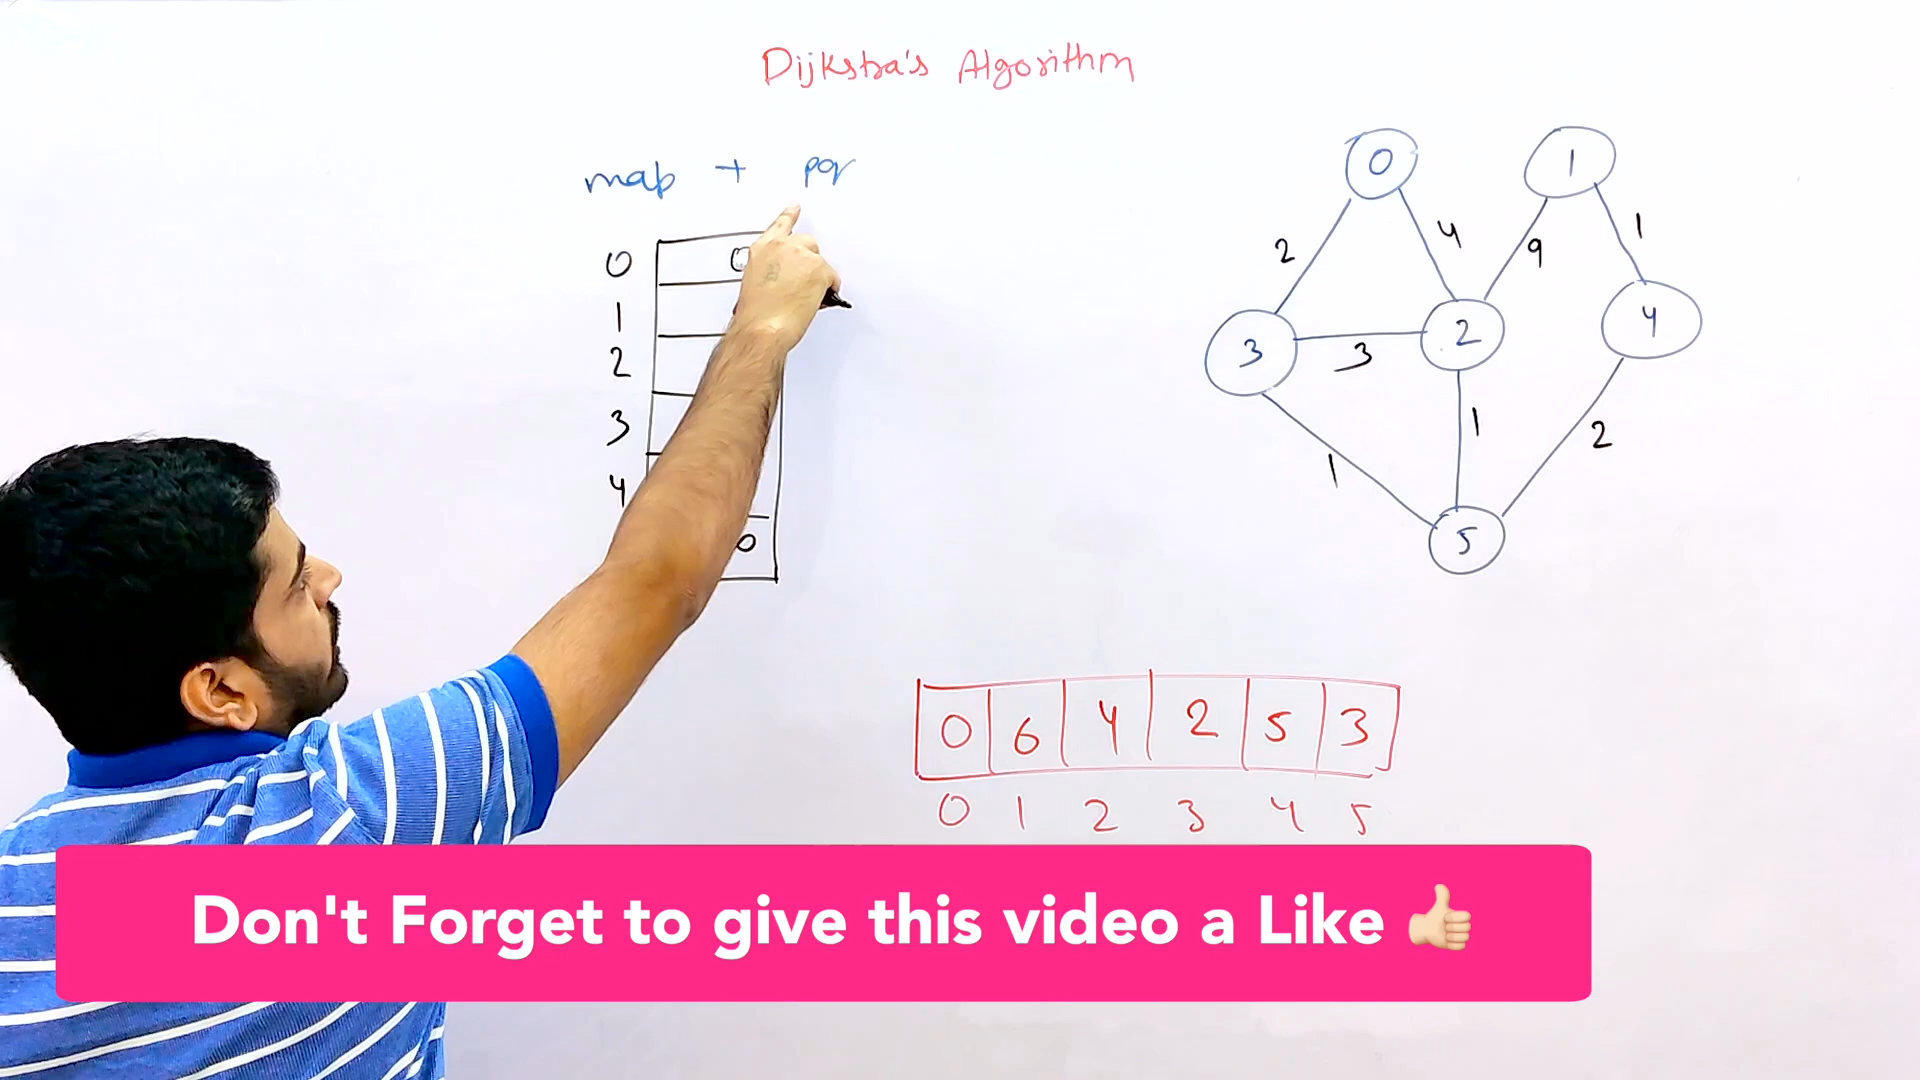 Dijkstra's Algorithm
map + pq
0 0
1
2
3
4
0
0 1
2 4 9 1
3 3 2 4
1 1 2
5
0 6 4 2 5 3
0 1 2 3 4 5
Don't Forget to give this video a Like 👍🏼